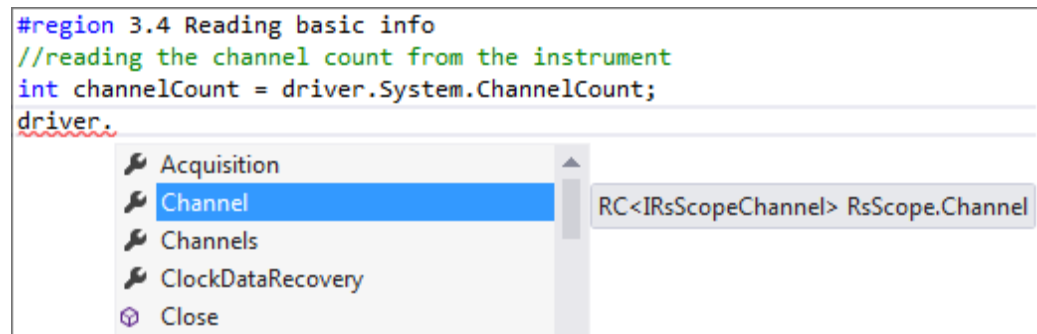 #region 3.4 Reading basic info
//reading the channel count from the instrument
int channelCount = driver.System.ChannelCount;
driver.
Acquisition
Channel
RC<IRsScopeChannel> RsScope.Channel
Channels
ClockDataRecovery
Close